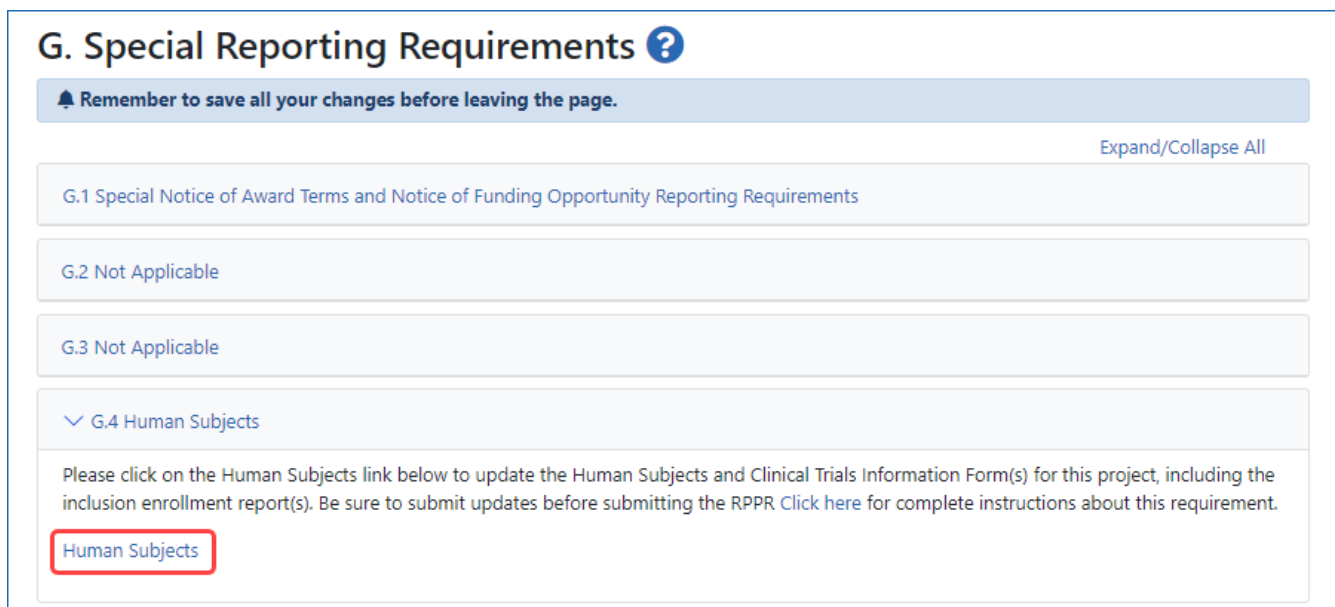 G. Special Reporting Requirements ?
Remember to save all your changes before leaving the page.
Expand/Collapse All
G.1 Special Notice of Award Terms and Notice of Funding Opportunity Reporting Requirements
G.2 Not Applicable
G.3 Not Applicable
G.4 Human Subjects
Please click on the Human Subjects link below to update the Human Subjects and Clinical Trials Information Form(s) for this project, including the
inclusion enrollment report(s). Be sure to submit updates before submitting the RPPR Click here for complete instructions about this requirement.
Human Subjects